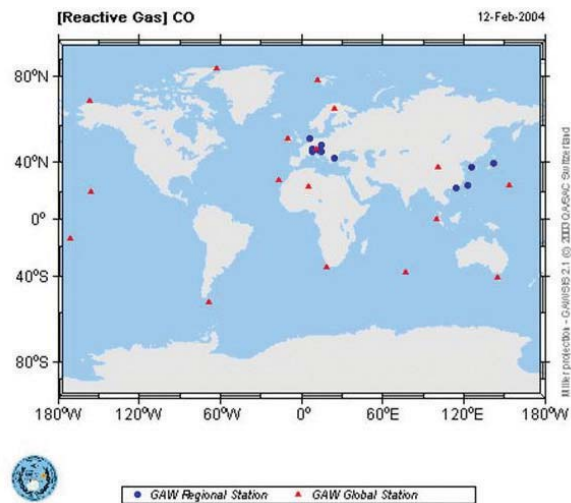 [Reactive Gas] CO 12-Feb-2004
80°N
40°N
0°
40°S
80°S
180°W 120°W 60°W 0° 60°E 120°E 180°W
Miller projection - GAWSIS 2.1 (C) 2003 QA/SAC Switzerland
GAW Regional Station GAW Global Station